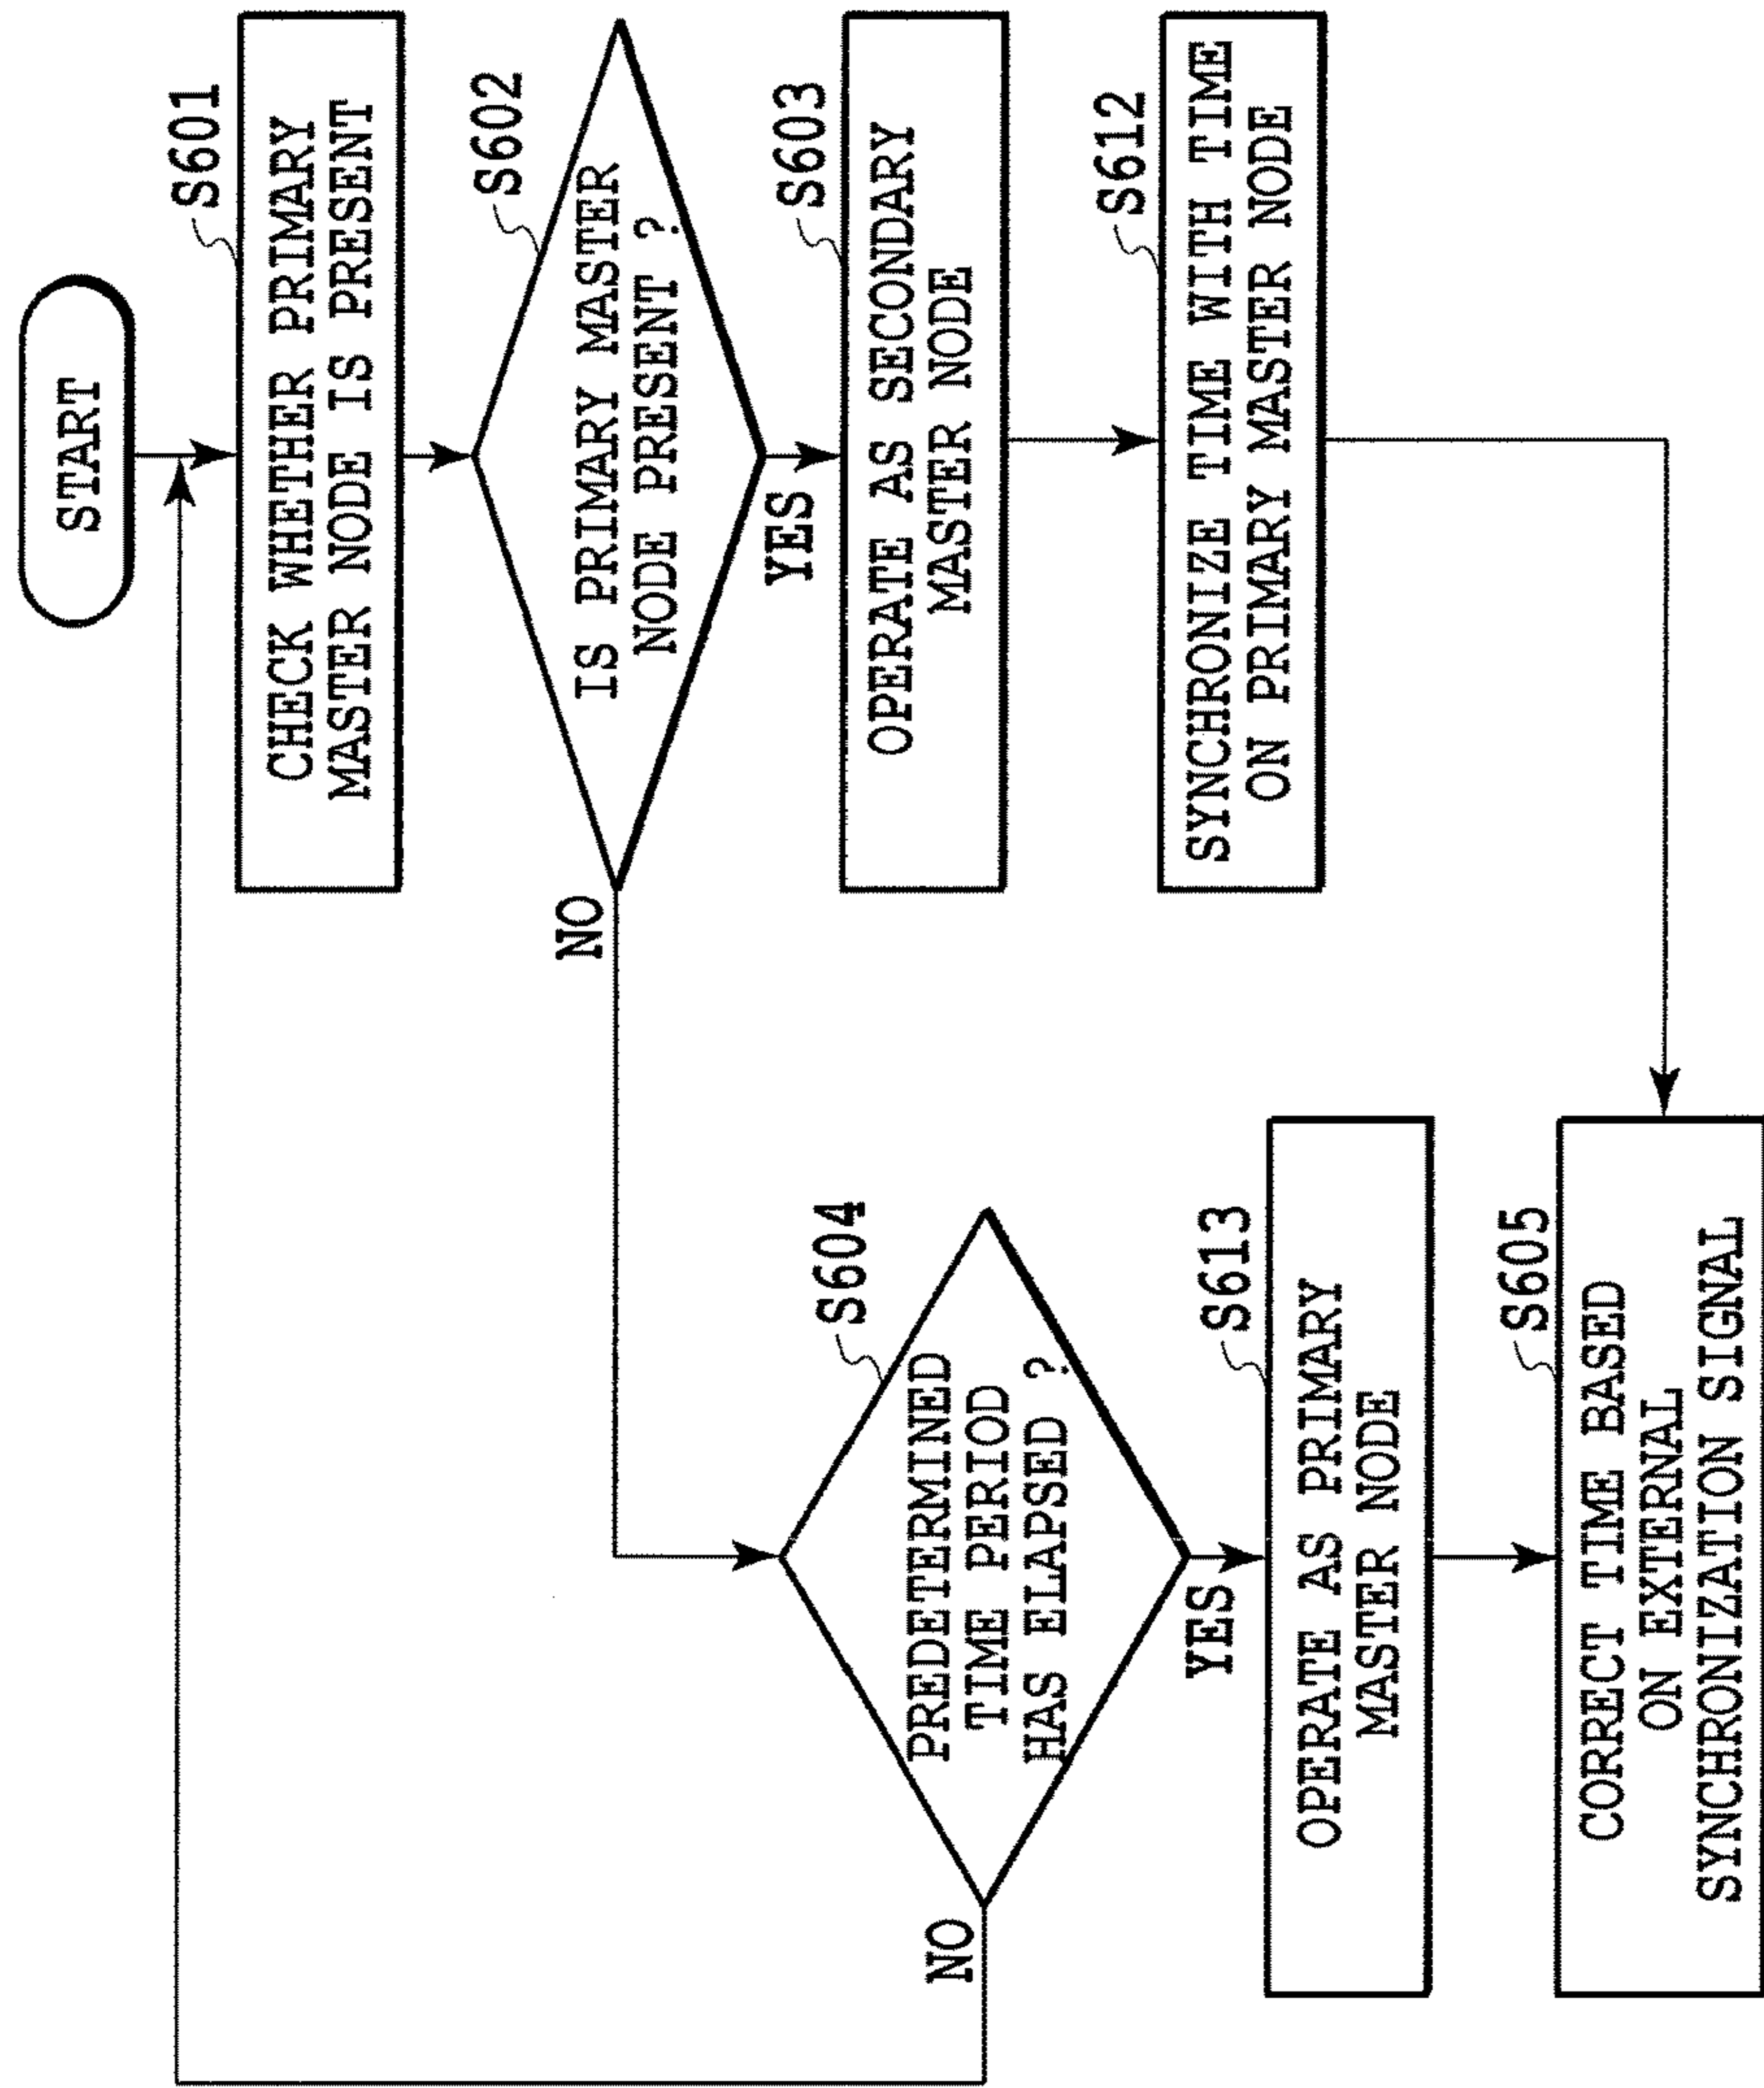 START
S601
CHECK WHETHER PRIMARY
MASTER NODE IS PRESENT
S602
IS PRIMARY MASTER
NODE PRESENT ?
NO
YES
S603
OPERATE AS SECONDARY
MASTER NODE
S612
SYNCHRONIZE TIME WITH TIME
ON PRIMARY MASTER NODE
S604
PREDETERMINED
TIME PERIOD
HAS ELAPSED ?
NO
YES
S613
OPERATE AS PRIMARY
MASTER NODE
S605
CORRECT TIME BASED
ON EXTERNAL
SYNCHRONIZATION SIGNAL